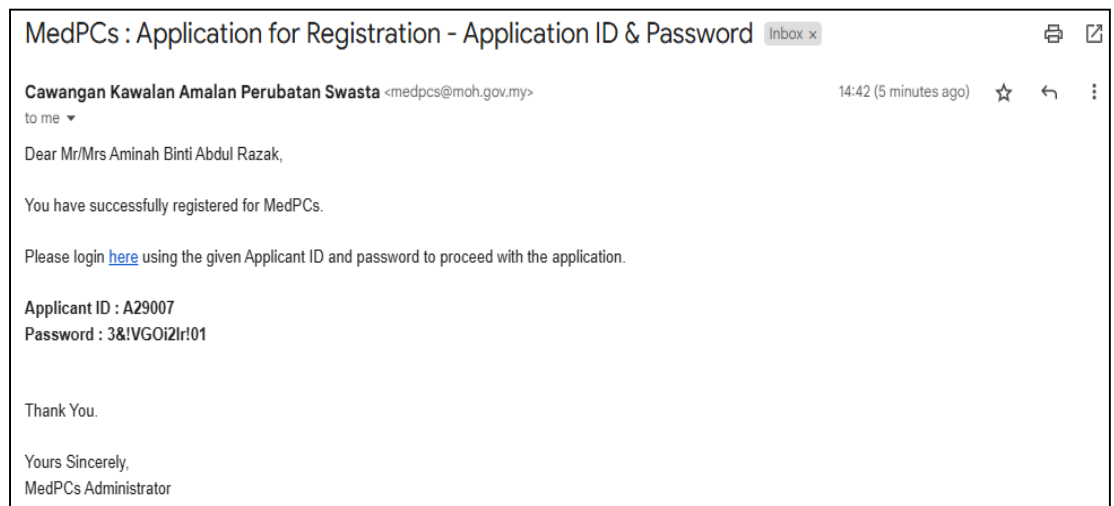 MedPCs : Application for Registration - Application ID & Password Inbox x
Cawangan Kawalan Amalan Perubatan Swasta <medpcs@moh.gov.my> 14:42 (5 minutes ago)
to me
Dear Mr/Mrs Aminah Binti Abdul Razak,
You have successfully registered for MedPCs.
Please login here using the given Applicant ID and password to proceed with the application.
Applicant ID : A29007
Password : 3&!VGOi2Ir!01
Thank You.
Yours Sincerely,
MedPCs Administrator